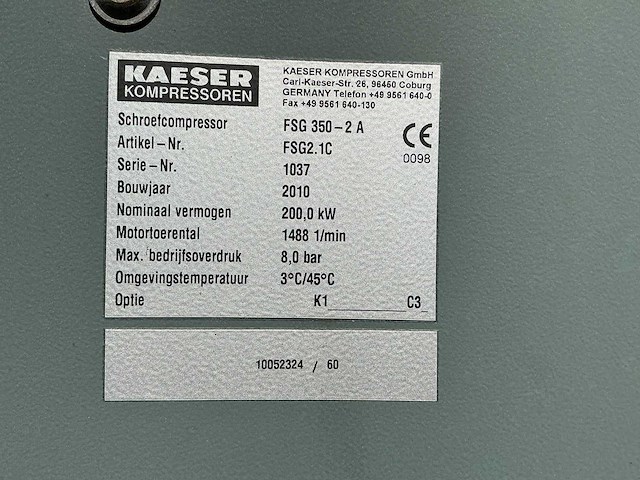 KAESER
KOMPRESSOREN
KAESER KOMPRESSOREN GmbH
Carl-Kaeser-Str. 26, 96450 Coburg
GERMANY Telefon +49 9561 640-0
Fax +49 9561 640-130
Schroefcompressor FSG 350-2 A
Artikel-Nr. FSG2.1C
Serie-Nr. 1037
Bouwjaar 2010
Nominaal vermogen 200,0 kW
Motortoerental 1488 1/min
Max. bedrijfsoverdruk 8,0 bar
Omgevingstemperatuur 3°C/45°C
Optie K1__________C3_
CE
0098
10052324 / 60